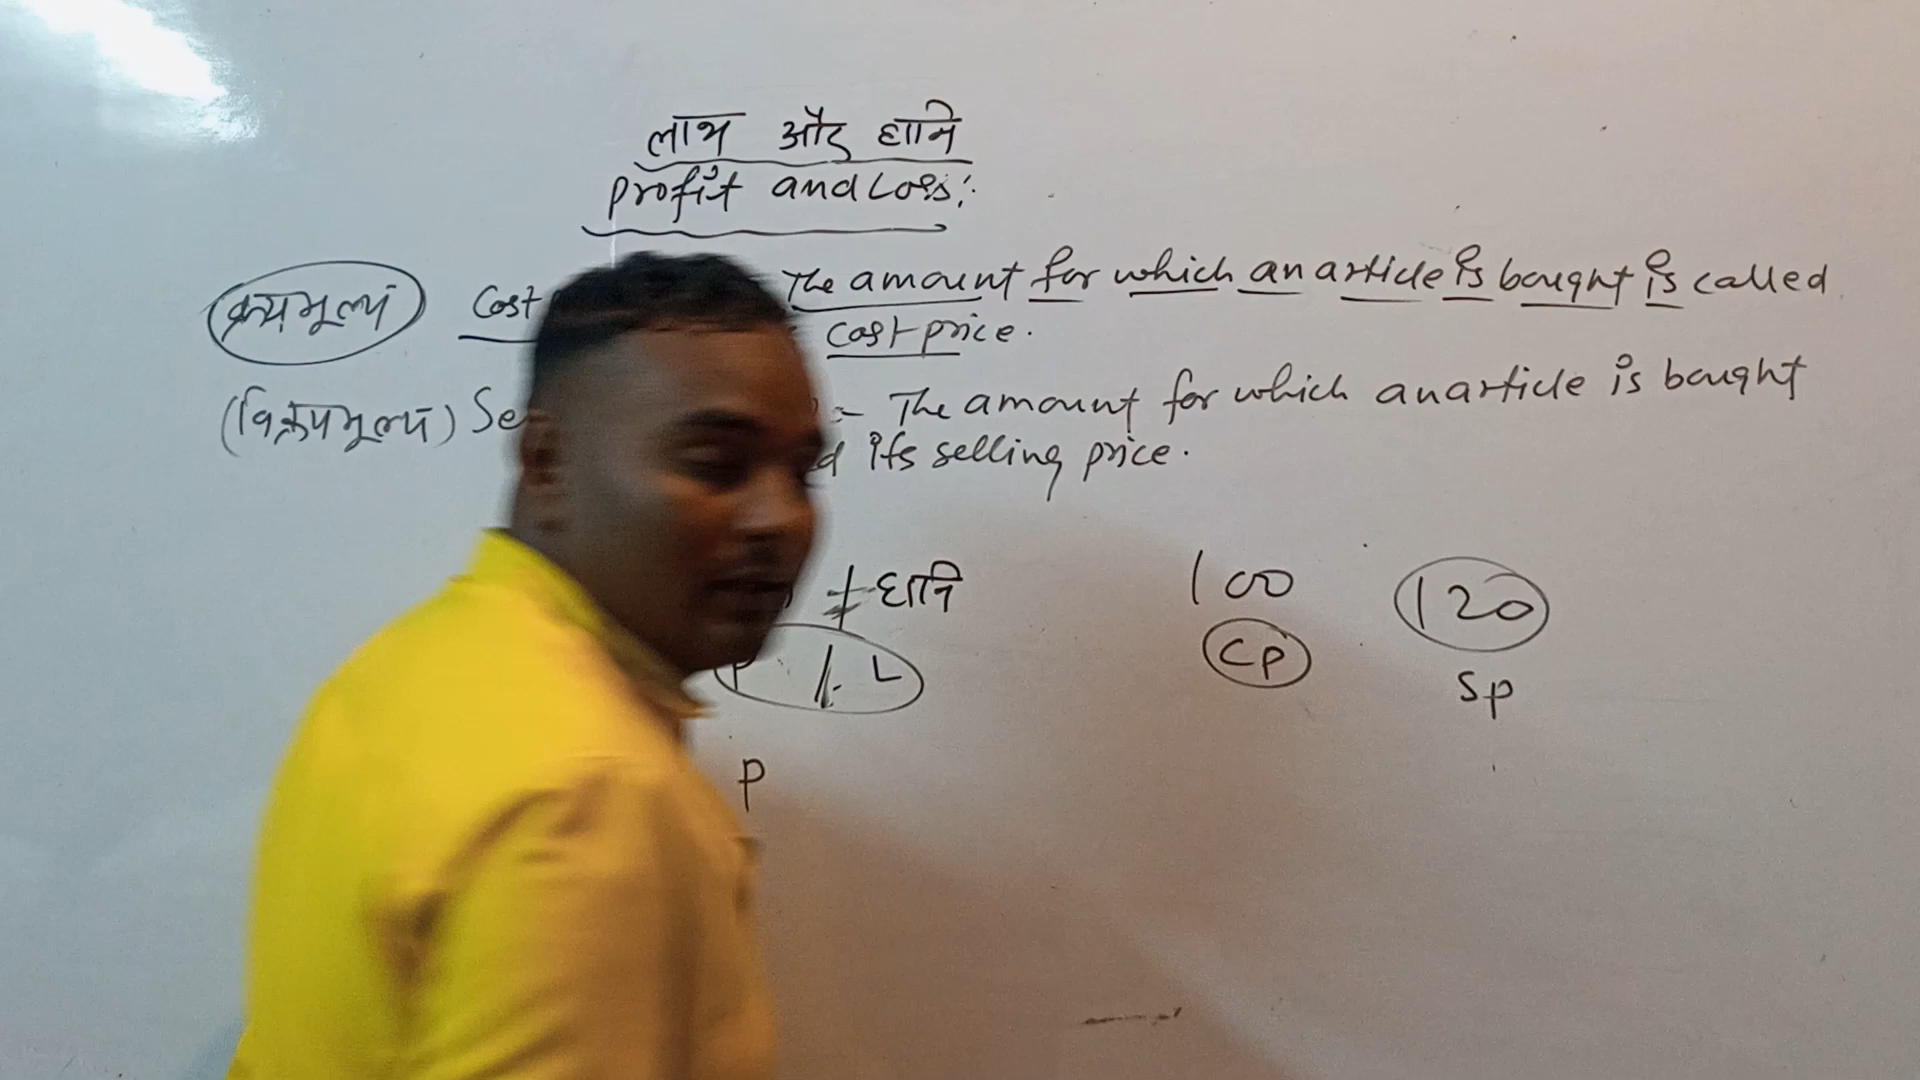 लाभ और हानि
profit and Loss:
क्रयमूल्य Cost The amount for which an article is bought is called
cost price.
(विक्रयमूल्य) Se :- The amount for which an article is bought
its selling price.
हानि 100 120
P / L CP SP
P